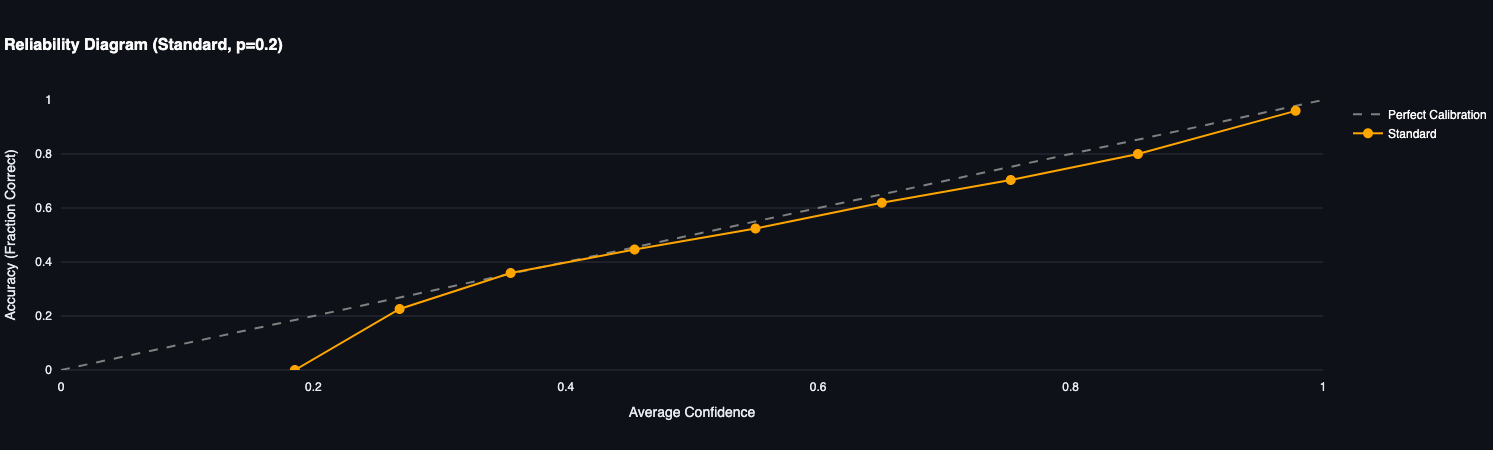 Reliability Diagram (Standard, p=0.2)
Accuracy (Fraction Correct)
1
0.8
0.6
0.4
0.2
0
0 0.2 0.4 0.6 0.8 1
Average Confidence
Perfect Calibration
Standard